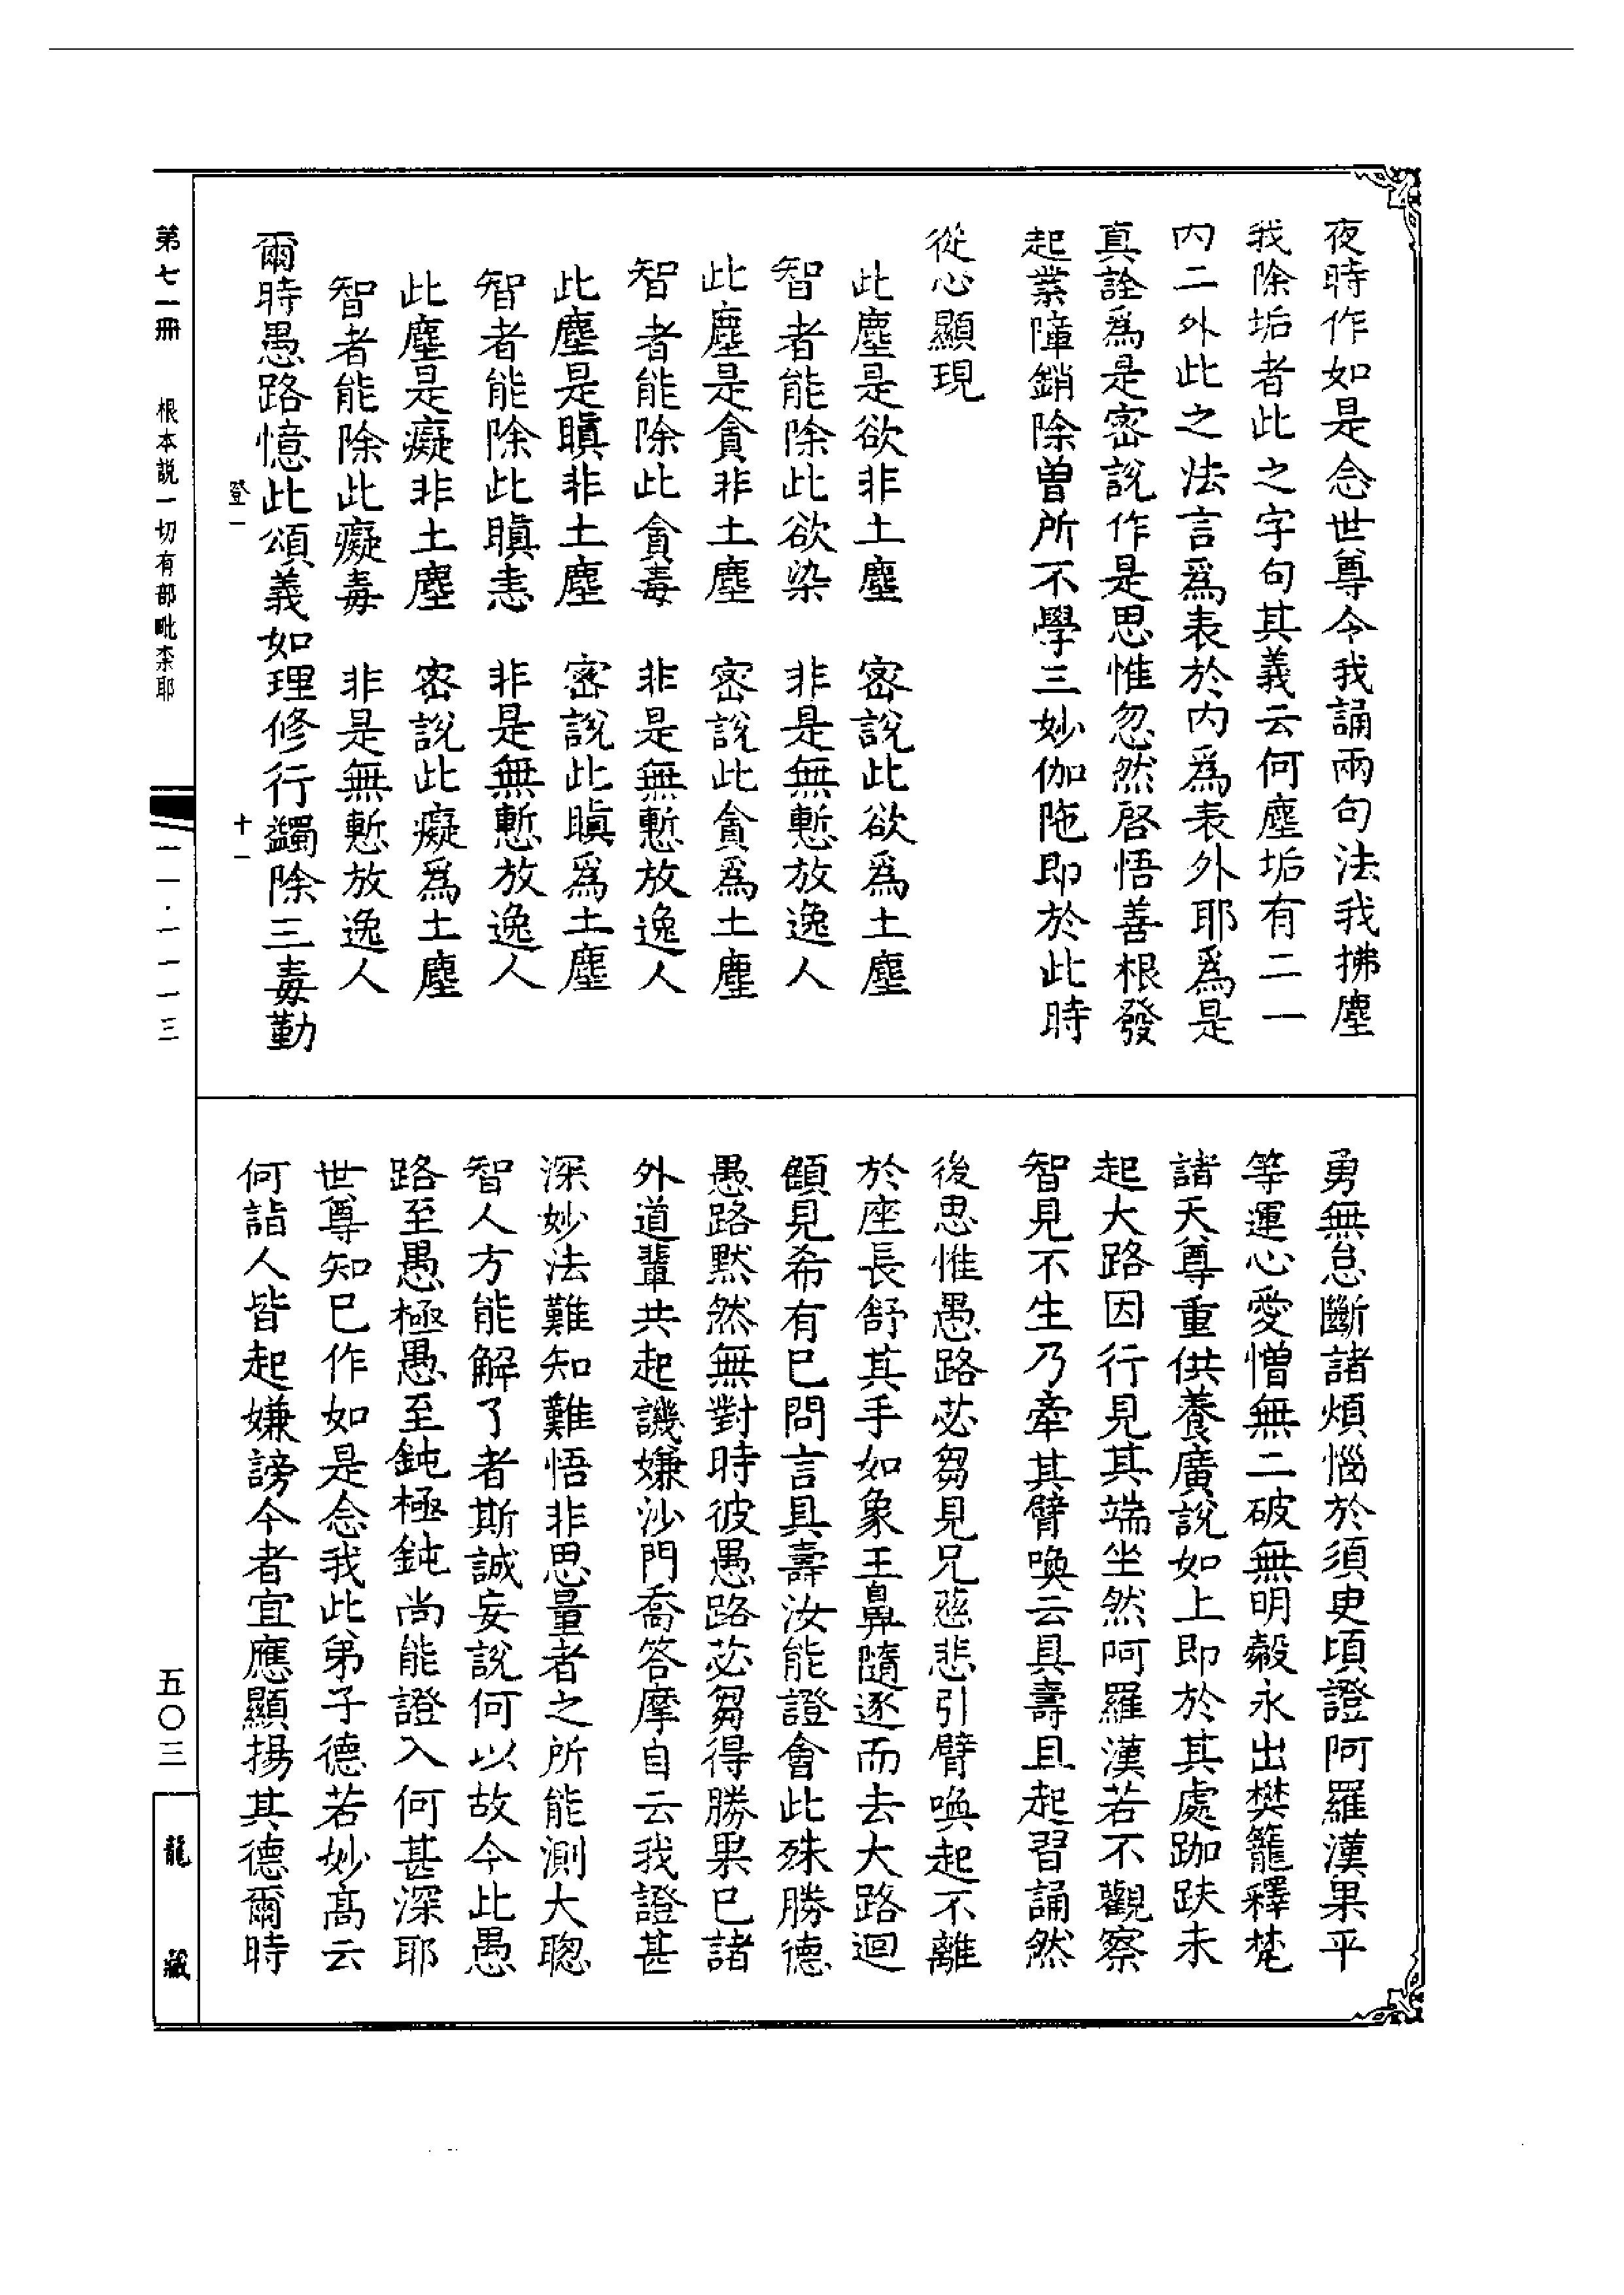 夜時作如是念世尊令我誦兩句法我拂塵
我除垢者此之字句其義云何塵垢有二一
内二外此之法言爲表於内爲表外耶爲是
真詮爲是密說作是思惟忽然啓悟善根發
起業障銷除曽所不學三妙伽陁即於此時
從心顯現
此塵是欲非土塵　密說此欲爲土塵
智者能除此欲染　非是無慙放逸人
此塵是貪非土塵　密說此貪爲土塵
智者能除此貪毒　非是無慙放逸人
此塵是瞋非土塵　密說此瞋爲土塵
智者能除此瞋恚　非是無慙放逸人
此塵是癡非土塵　密說此癡爲土塵
智者能除此癡毒　非是無慙放逸人
爾時愚路憶此頌義如理修行蠲除三毒勤
登一　十一
勇無怠斷諸煩惱於須史頃證阿羅漢果平
等運心愛憎無二破無明㲉永出樊籠釋梵
諸天尊重供養廣說如上即於其處跏趺未
起大路因行見其端坐然阿羅漢若不觀察
智見不生乃牽其臂喚云具壽且起習誦然
後思惟愚路苾芻見兄慈悲引臂喚起不離
於座長舒其手如象王鼻隨逐而去大路迴
顧見希有已問言具壽汝能證會此殊勝德
愚路黙然無對時彼愚路苾芻得勝果已諸
外道輩共起譏嫌沙門喬答摩自云我證甚
深妙法難知難悟非思量者之所能測大聦
智人方能解了者斯誠妄說何以故今此愚
路至愚極愚至鈍極鈍尚能證入何甚深耶
世尊知已作如是念我此弟子德若妙髙云
何詣人皆起嫌謗今者宜應顯揚其德爾時
第七一冊　根本說一切有部毗柰耶　一一·一一一三　五〇三　龍藏